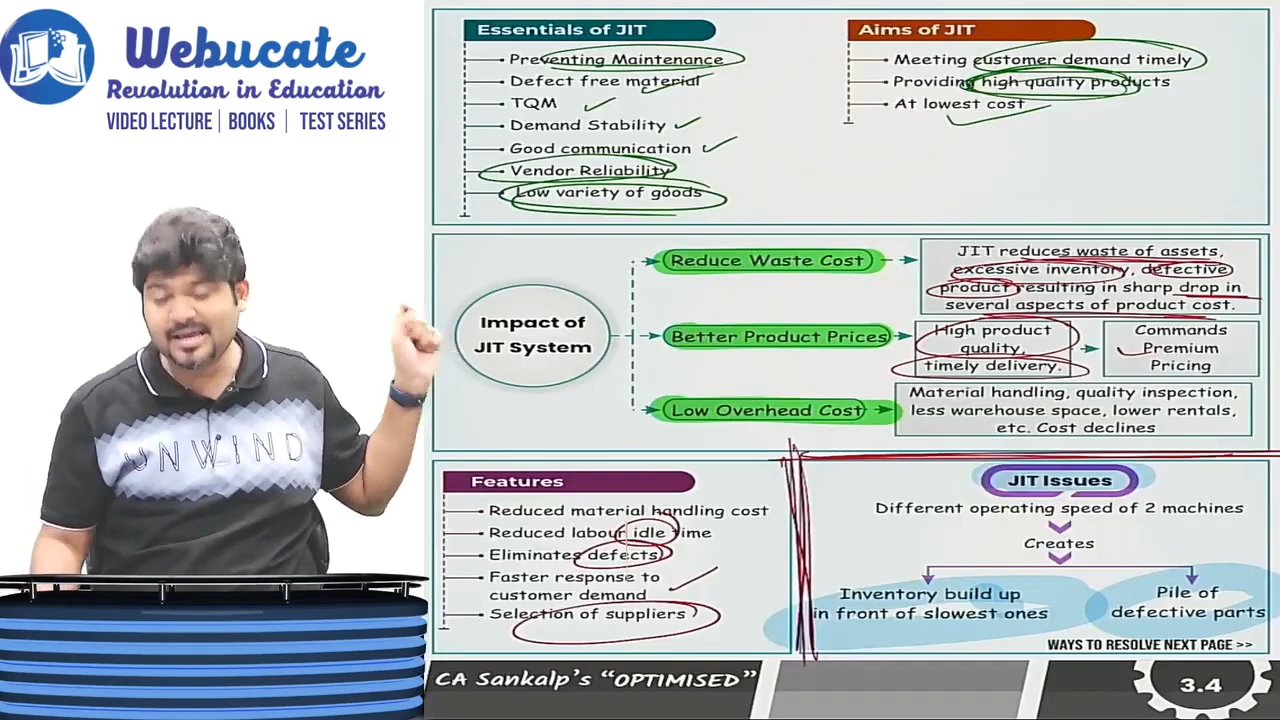 Webucate
Revolution in Education
VIDEO LECTURE | BOOKS | TEST SERIES
UNWIND
Essentials of JIT
Preventing Maintenance
Defect free material
TQM
Demand Stability
Good communication
Vendor Reliability
Low variety of goods
Aims of JIT
Meeting customer demand timely
Providing high quality products
At lowest cost
Impact of
JIT System
Reduce Waste Cost
JIT reduces waste of assets,
excessive inventory, defective
product resulting in sharp drop in
several aspects of product cost.
Better Product Prices
High product
quality,
timely delivery.
Commands
Premium
Pricing
Low Overhead Cost
Material handling, quality inspection,
less warehouse space, lower rentals,
etc. Cost declines
Features
Reduced material handling cost
Reduced labour idle time
Eliminates defects
Faster response to
customer demand
Selection of suppliers
JIT Issues
Different operating speed of 2 machines
Creates
Inventory build up
in front of slowest ones
Pile of
defective parts
WAYS TO RESOLVE NEXT PAGE >>
CA Sankalp's "OPTIMISED"
3.4